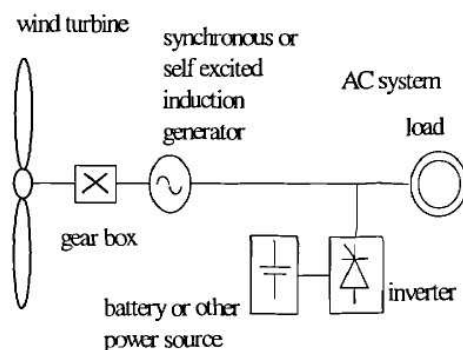 wind turbine
synchronous or
self excited
induction
generator
AC system
load
gear box
battery or other
power source
inverter